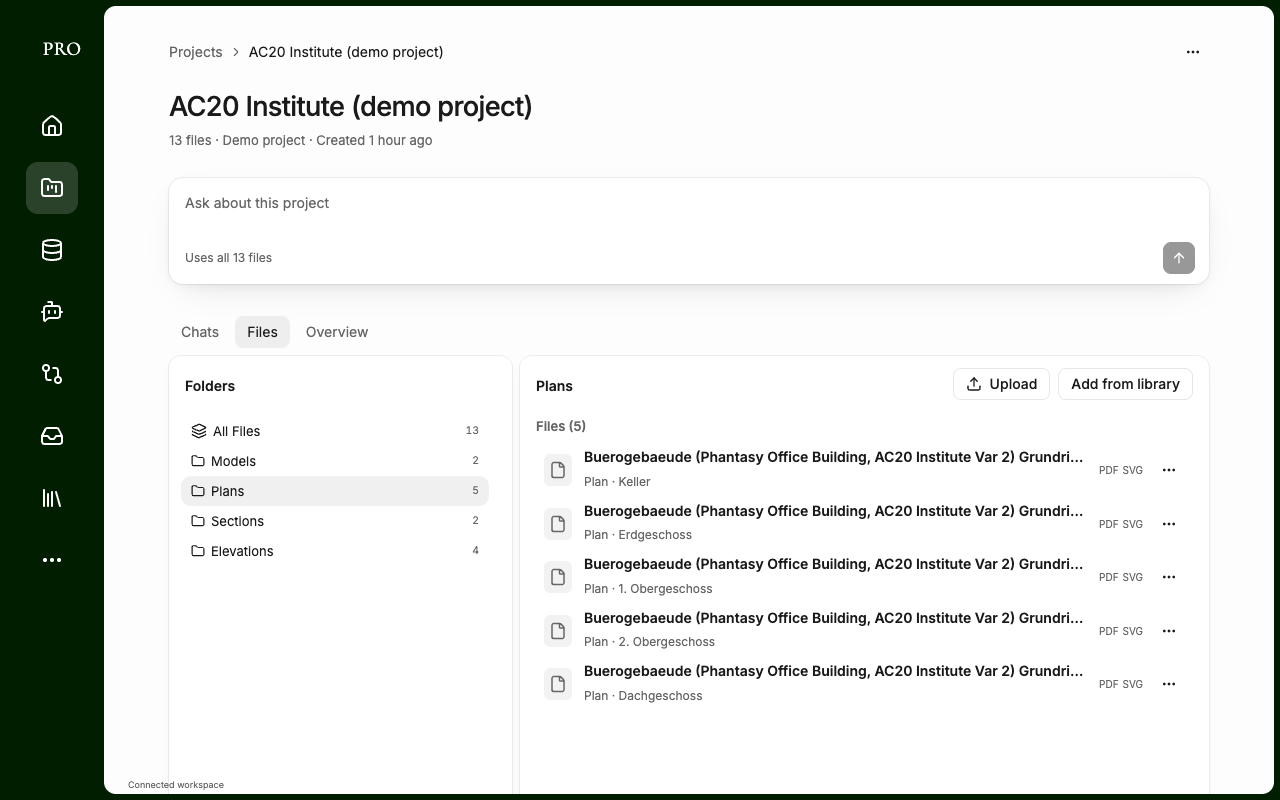 PRO
Projects
AC20 Institute (demo project)
AC20 Institute (demo project)
13 files · Demo project · Created 1 hour ago
Ask about this project
Uses all 13 files
Chats
Files
Overview
Folders
All Files 13
Models 2
Plans 5
Sections 2
Elevations 4
Plans
Upload
Add from library
Files (5)
Buerogebaeude (Phantasy Office Building, AC20 Institute Var 2) Grundri...
Plan · Keller
PDF SVG
Buerogebaeude (Phantasy Office Building, AC20 Institute Var 2) Grundri...
Plan · Erdgeschoss
PDF SVG
Buerogebaeude (Phantasy Office Building, AC20 Institute Var 2) Grundri...
Plan · 1. Obergeschoss
PDF SVG
Buerogebaeude (Phantasy Office Building, AC20 Institute Var 2) Grundri...
Plan · 2. Obergeschoss
PDF SVG
Buerogebaeude (Phantasy Office Building, AC20 Institute Var 2) Grundri...
Plan · Dachgeschoss
PDF SVG
Connected workspace